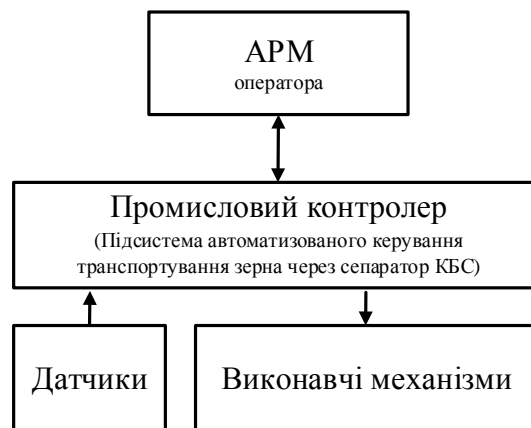 АРМ
оператора
Промисловий контролер
(Підсистема автоматизованого керування
транспортування зерна через сепаратор КБС)
Датчики
Виконавчі механізми